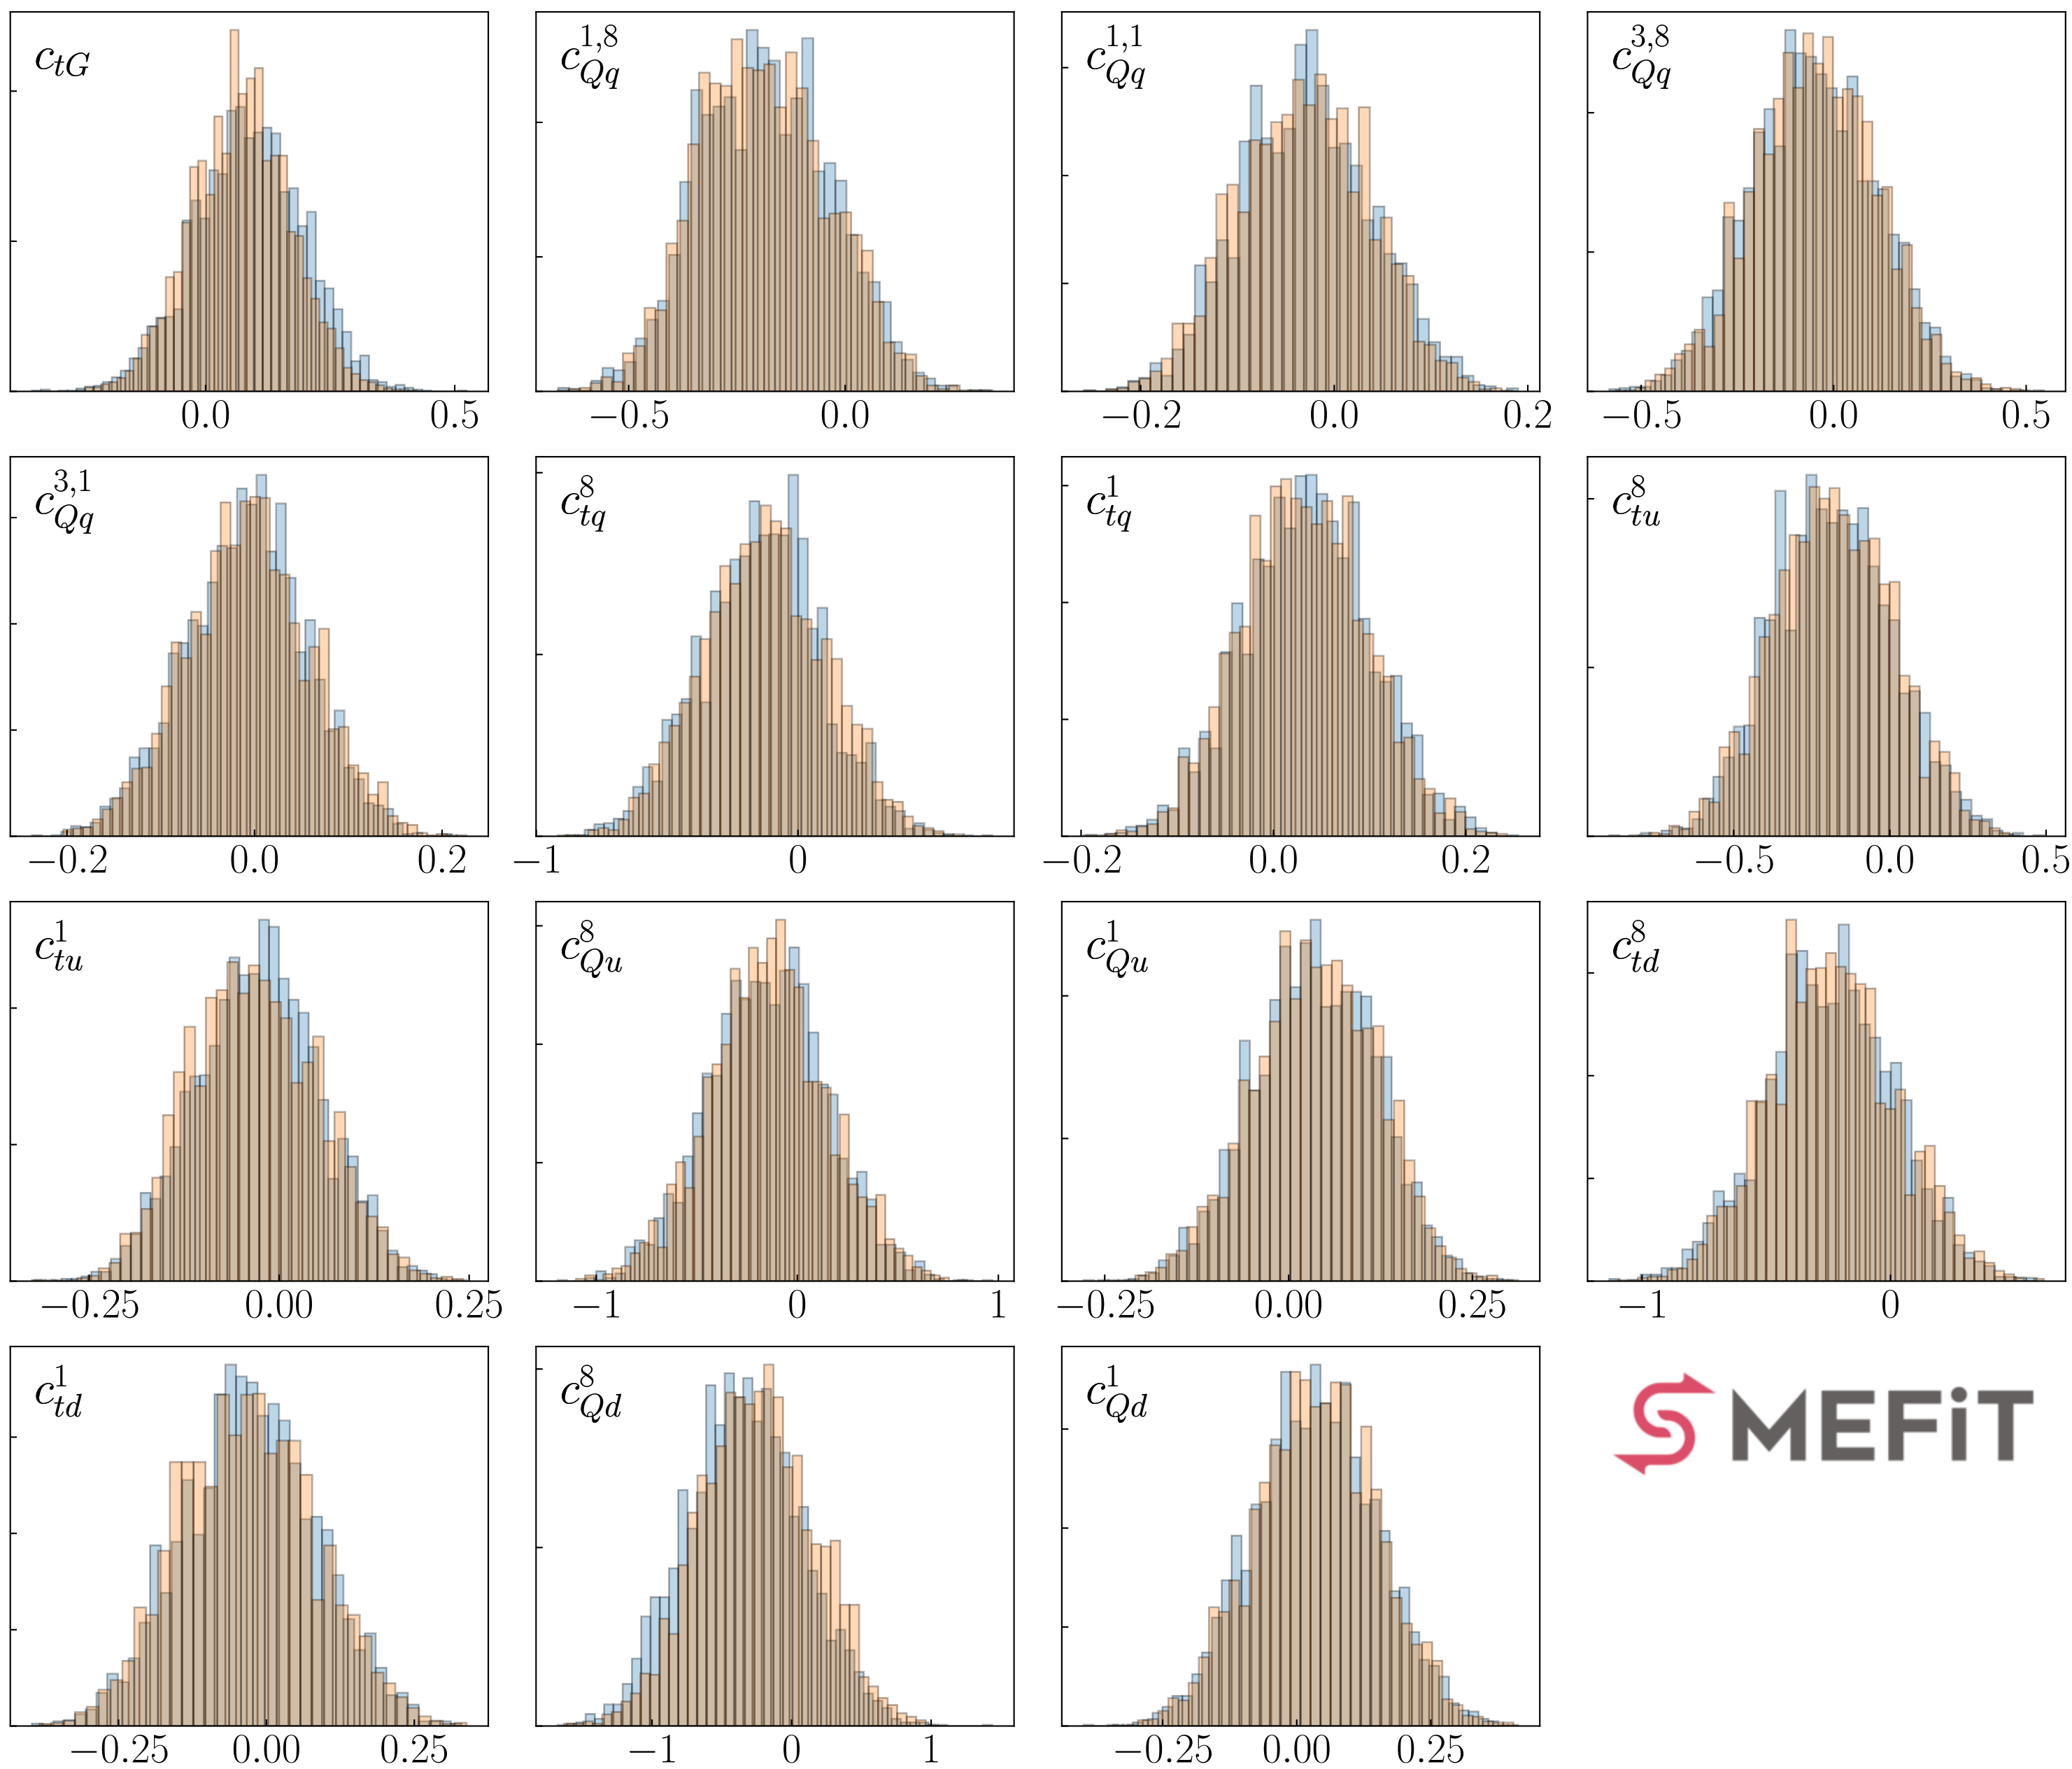 c_{tG} c_{Qq}^{1,8} c_{Qq}^{1,1} c_{Qq}^{3,8}
0.0 0.5 −0.5 0.0 −0.2 0.0 0.2 −0.5 0.0 0.5
c_{Qq}^{3,1} c_{tq}^{8} c_{tq}^{1} c_{tu}^{8}
−0.2 0.0 0.2 −1 0 −0.2 0.0 0.2 −0.5 0.0 0.5
c_{tu}^{1} c_{Qu}^{8} c_{Qu}^{1} c_{td}^{8}
−0.25 0.00 0.25 −1 0 1 −0.25 0.00 0.25 −1 0
c_{td}^{1} c_{Qd}^{8} c_{Qd}^{1} SMEFiT
−0.25 0.00 0.25 −1 0 1 −0.25 0.00 0.25